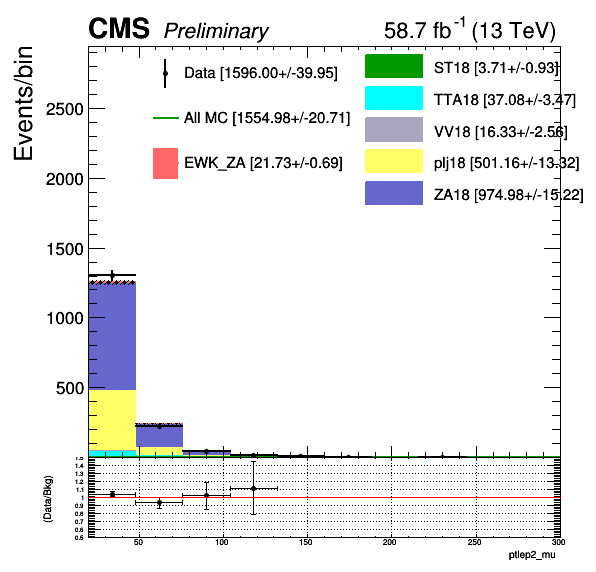 CMS Preliminary 58.7 fb⁻¹ (13 TeV)
Events/bin
Data [1596.00+/-39.95]
All MC [1554.98+/-20.71]
EWK_ZA [21.73+/-0.69]
ST18 [3.71+/-0.93]
TTA18 [37.08+/-3.47]
VV18 [16.33+/-2.56]
plj18 [501.16+/-13.32]
ZA18 [974.98+/-15.22]
2500
2000
1500
1000
500
(Data/Bkg)
1.5
1.4
1.3
1.2
1.1
1
0.9
0.8
0.7
0.6
0.5
50 100 150 200 250 300
ptlep2_mu